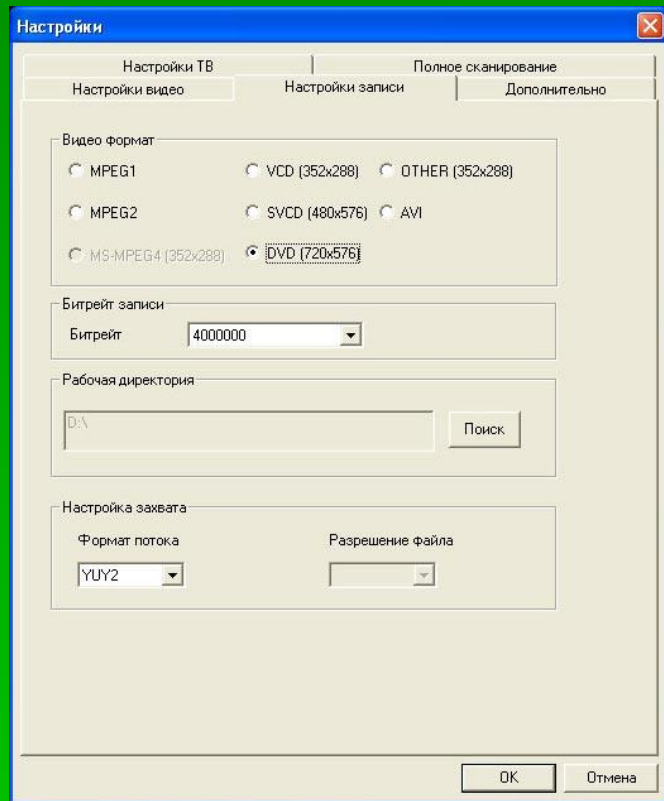 Настройки
Настройки ТВ Полное сканирование
Настройки видео Настройки записи Дополнительно
Видео формат
MPEG1 VCD (352x288) OTHER (352x288)
MPEG2 SVCD (480x576) AVI
MS-MPEG4 (352x288) DVD (720x576)
Битрейт записи
Битрейт 4000000
Рабочая директория
D:\ Поиск
Настройка захвата
Формат потока Разрешение файла
YUY2
OK Отмена